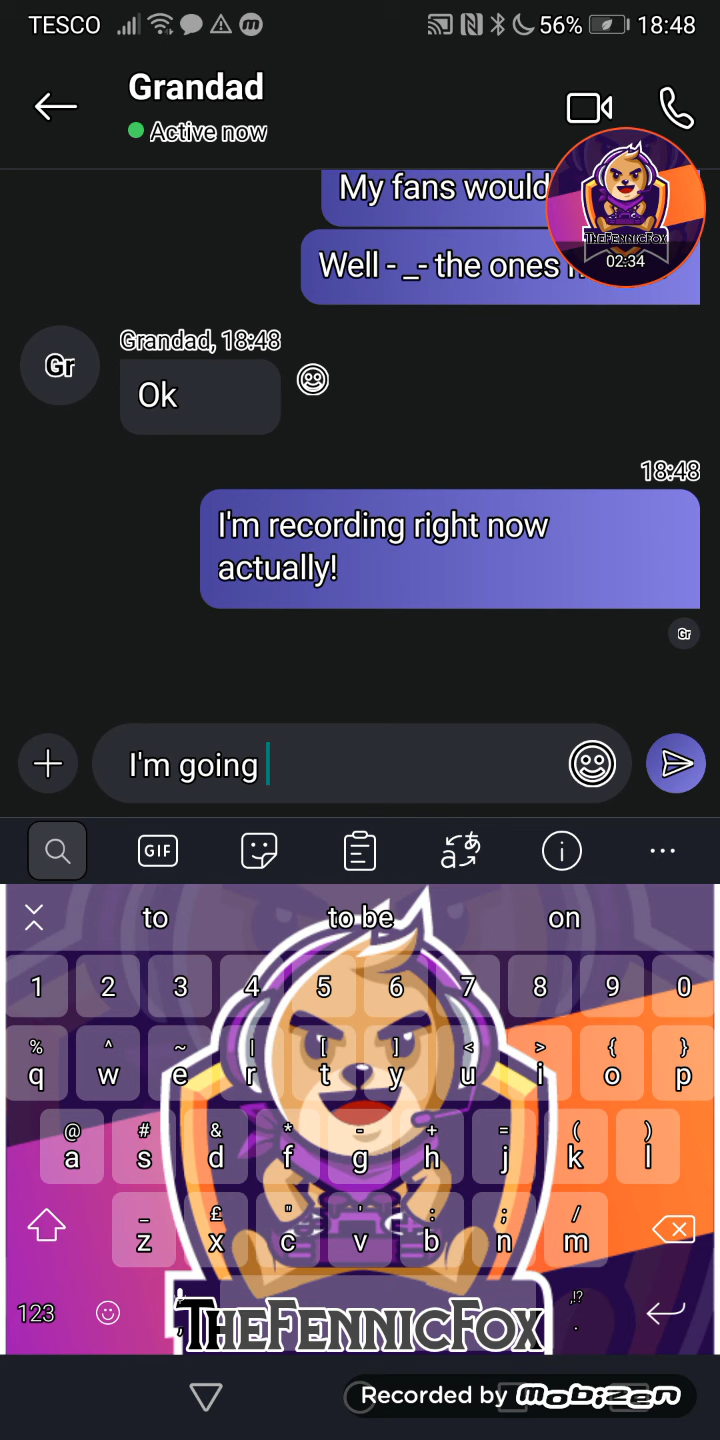 TESCO 56% 18:48
Grandad
Active now
My fans would
THEFENNICFOX
02:34
Well - _- the ones
Grandad, 18:48
Gr
Ok
18:48
I'm recording right now
actually!
Gr
I'm going
GIF
to to be on
1 2 3 4 5 6 7 8 9 0
% ^ ~ | [ ] < > { }
q w e r t y u i o p
@ # & * - + = ( )
a s d f g h j k l
_ £ " ' : ; /
z x c v b n m
123 , ,!? .
THEFENNICFOX
Recorded by mobizen